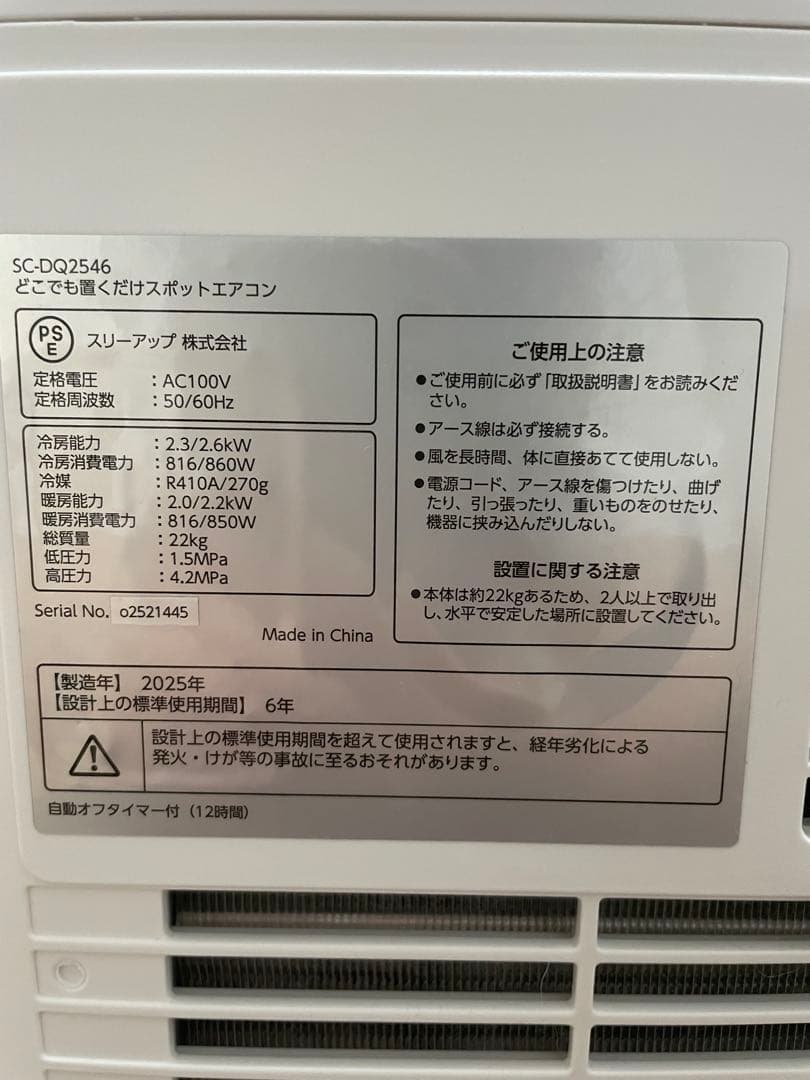 SC-DQ2546
どこでも置くだけスポットエアコン
PSE スリーアップ 株式会社
定格電圧 : AC100V
定格周波数 : 50/60Hz
冷房能力 : 2.3/2.6kW
冷房消費電力 : 816/860W
冷媒 : R410A/270g
暖房能力 : 2.0/2.2kW
暖房消費電力 : 816/850W
総質量 : 22kg
低圧力 : 1.5MPa
高圧力 : 4.2MPa
Serial No. o2521445
Made in China
ご使用上の注意
●ご使用前に必ず「取扱説明書」をお読みくだ
さい。
●アース線は必ず接続する。
●風を長時間、体に直接あてて使用しない。
●電源コード、アース線を傷つけたり、曲げ
たり、引っ張ったり、重いものをのせたり、
機器に挟み込んだりしない。
設置に関する注意
●本体は約22kgあるため、2人以上で取り出
し、水平で安定した場所に設置してください。
【製造年】 2025年
【設計上の標準使用期間】 6年
設計上の標準使用期間を超えて使用されますと、経年劣化による
発火・けが等の事故に至るおそれがあります。
自動オフタイマー付（12時間）